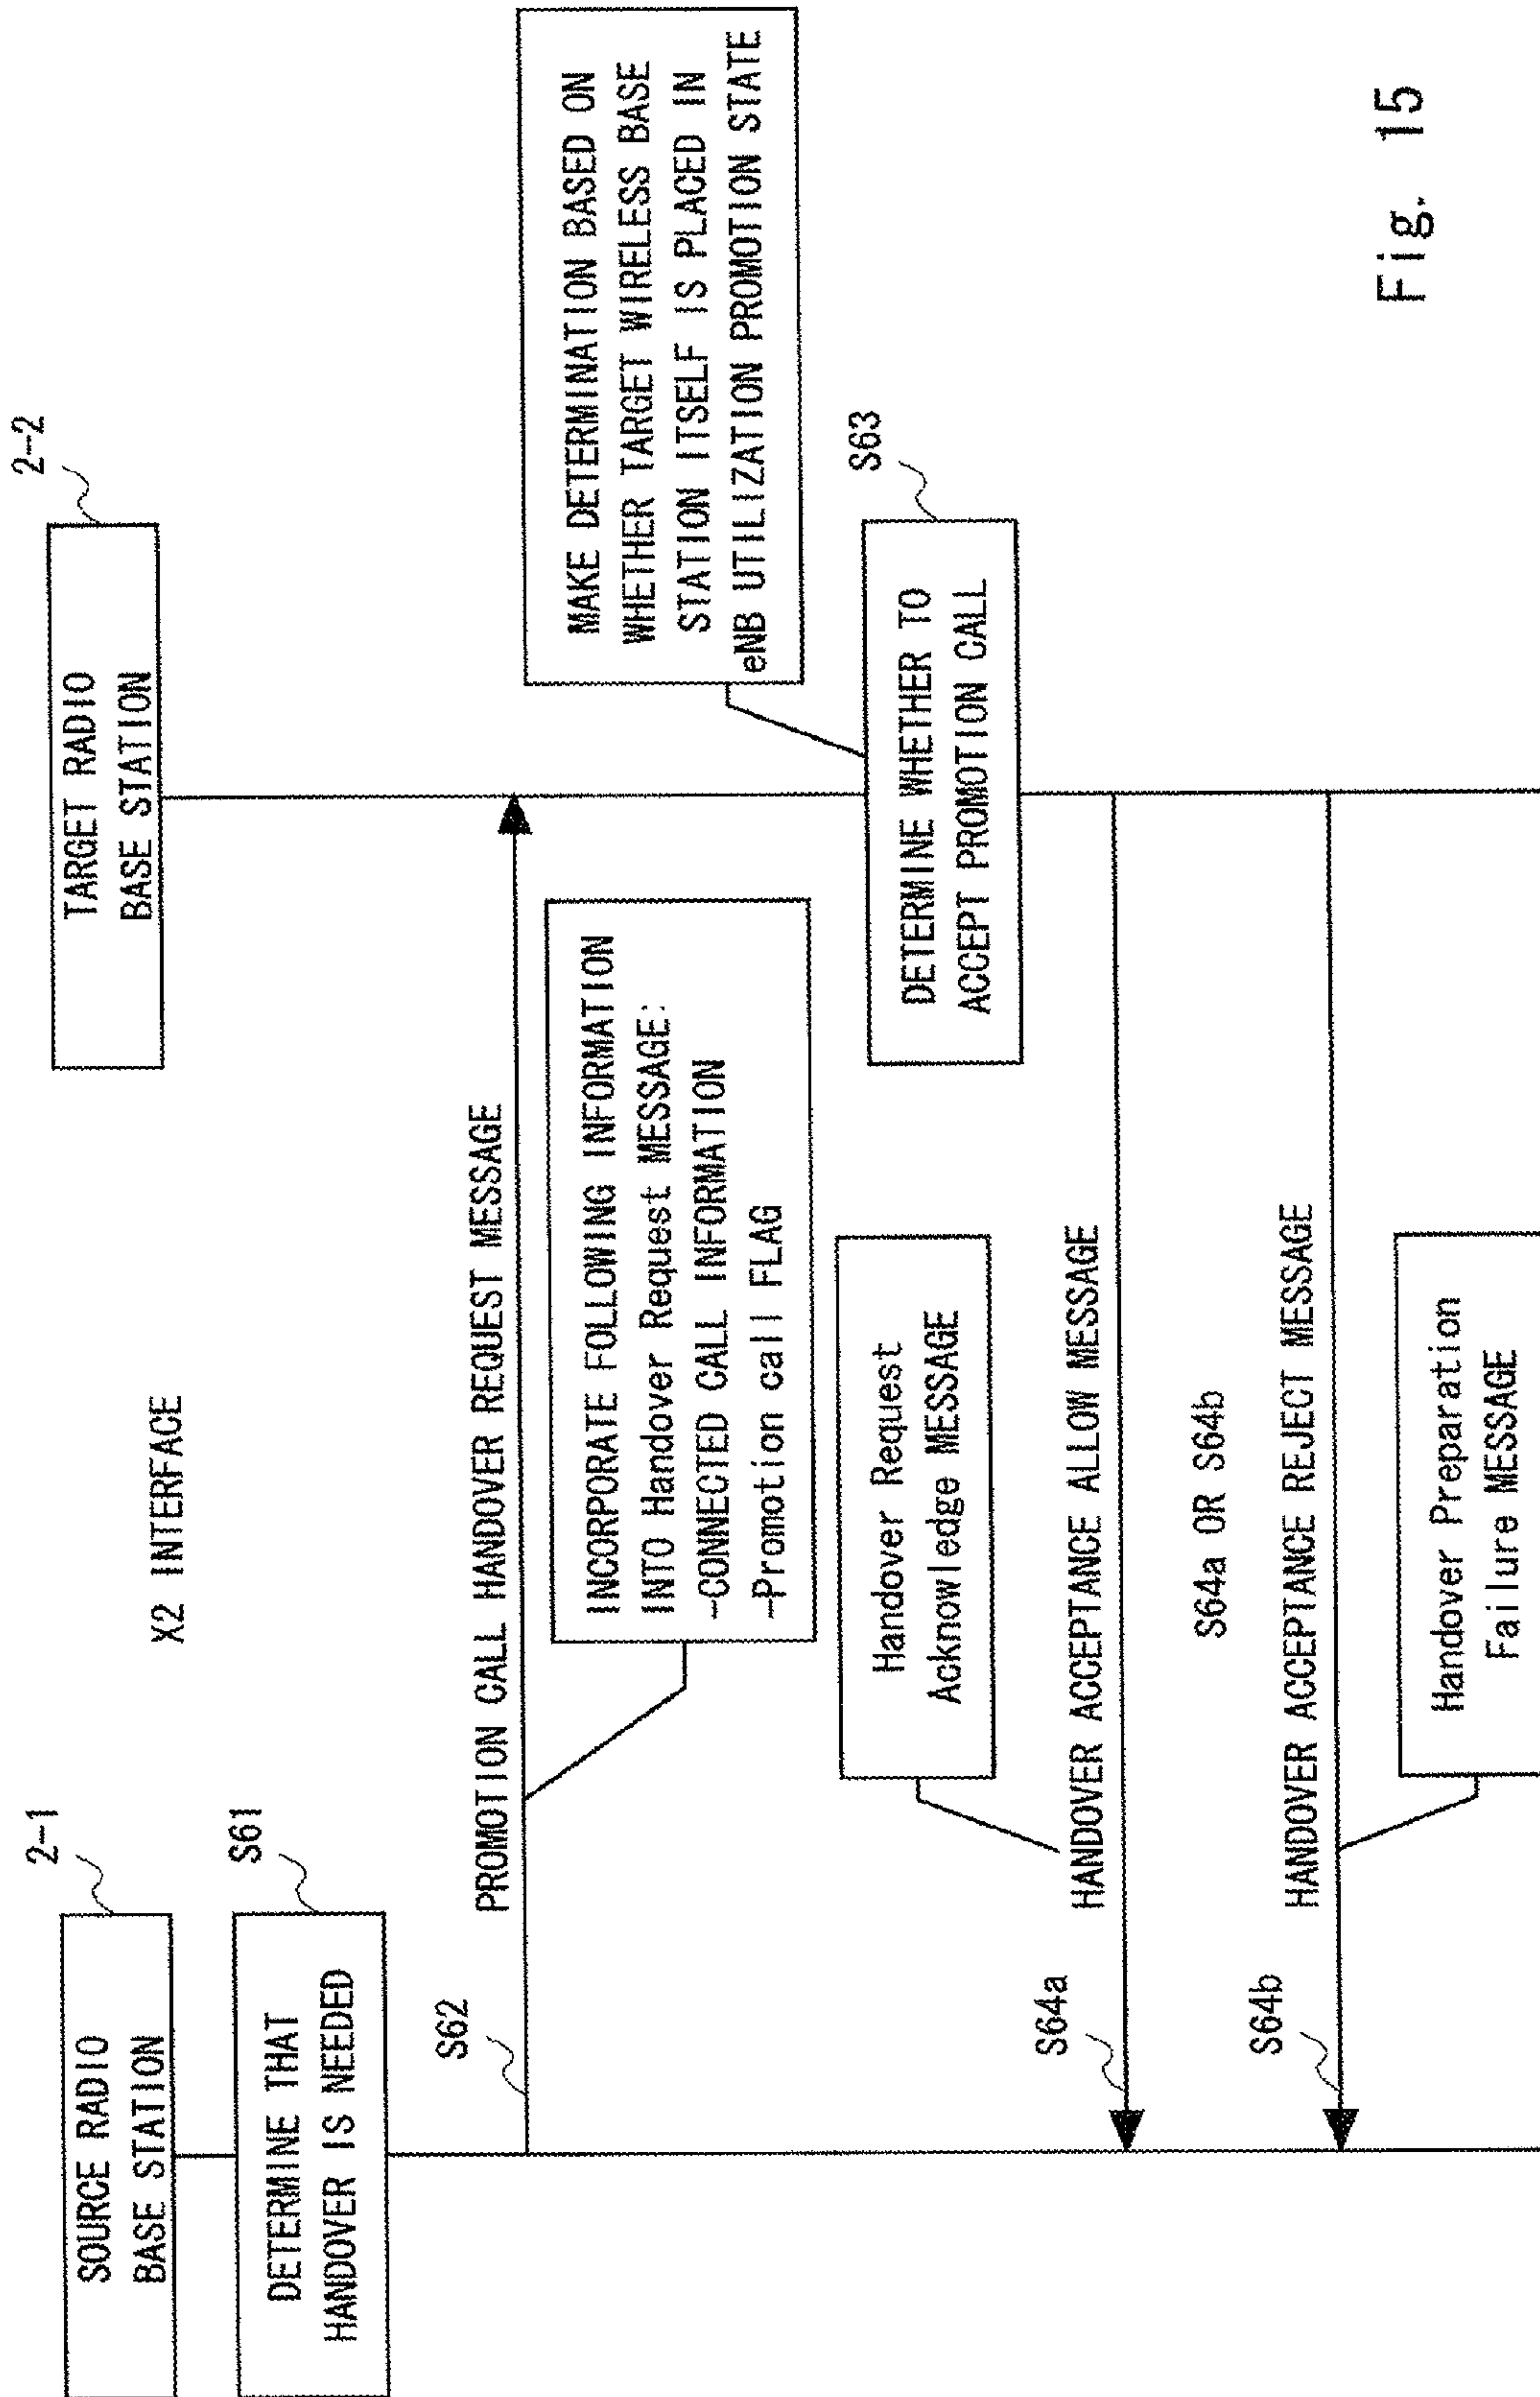 SOURCE RADIO
BASE STATION
2-1
X2 INTERFACE
TARGET RADIO
BASE STATION
2-2
DETERMINE THAT
HANDOVER IS NEEDED
S61
S62
PROMOTION CALL HANDOVER REQUEST MESSAGE
INCORPORATE FOLLOWING INFORMATION
INTO Handover Request MESSAGE:
-CONNECTED CALL INFORMATION
-Promotion call FLAG
MAKE DETERMINATION BASED ON
WHETHER TARGET WIRELESS BASE
STATION ITSELF IS PLACED IN
eNB UTILIZATION PROMOTION STATE
S63
DETERMINE WHETHER TO
ACCEPT PROMOTION CALL
Handover Request
Acknowledge MESSAGE
S64a
HANDOVER ACCEPTANCE ALLOW MESSAGE
S64a OR S64b
S64b
HANDOVER ACCEPTANCE REJECT MESSAGE
Handover Preparation
Failure MESSAGE
Fig. 15